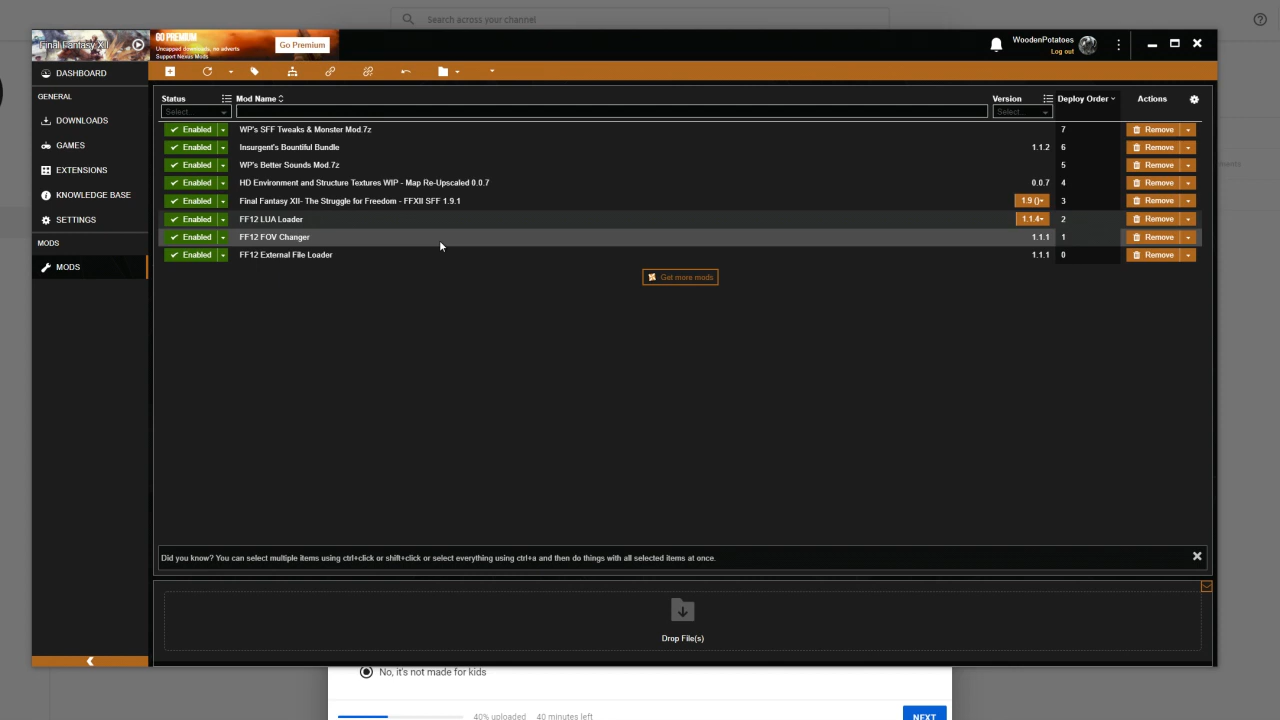 Search across your channel
Final Fantasy XII
GO PREMIUM
Uncapped downloads, no adverts
Support Nexus Mods
Go Premium
WoodenPotatoes
Log out
DASHBOARD
GENERAL
DOWNLOADS
GAMES
EXTENSIONS
KNOWLEDGE BASE
SETTINGS
MODS
MODS
Status Mod Name Version Deploy Order Actions
Select... Select...
Enabled WP's SFF Tweaks & Monster Mod.7z 7 Remove
Enabled Insurgent's Bountiful Bundle 1.1.2 6 Remove
Enabled WP's Better Sounds Mod.7z 5 Remove
Enabled HD Environment and Structure Textures WIP - Map Re-Upscated 0.0.7 0.0.7 4 Remove
Enabled Final Fantasy XII- The Struggle for Freedom - FFXII SFF 1.9.1 1.9 () 3 Remove
Enabled FF12 LUA Loader 1.1.4 2 Remove
Enabled FF12 FOV Changer 1.1.1 1 Remove
Enabled FF12 External File Loader 1.1.1 0 Remove
Get more mods
Did you know? You can select multiple items using ctrl+click or shift+click or select everything using ctrl+a and then do things with all selected items at once.
Drop File(s)
No, it's not made for kids
40% uploaded 40 minutes left
NEXT